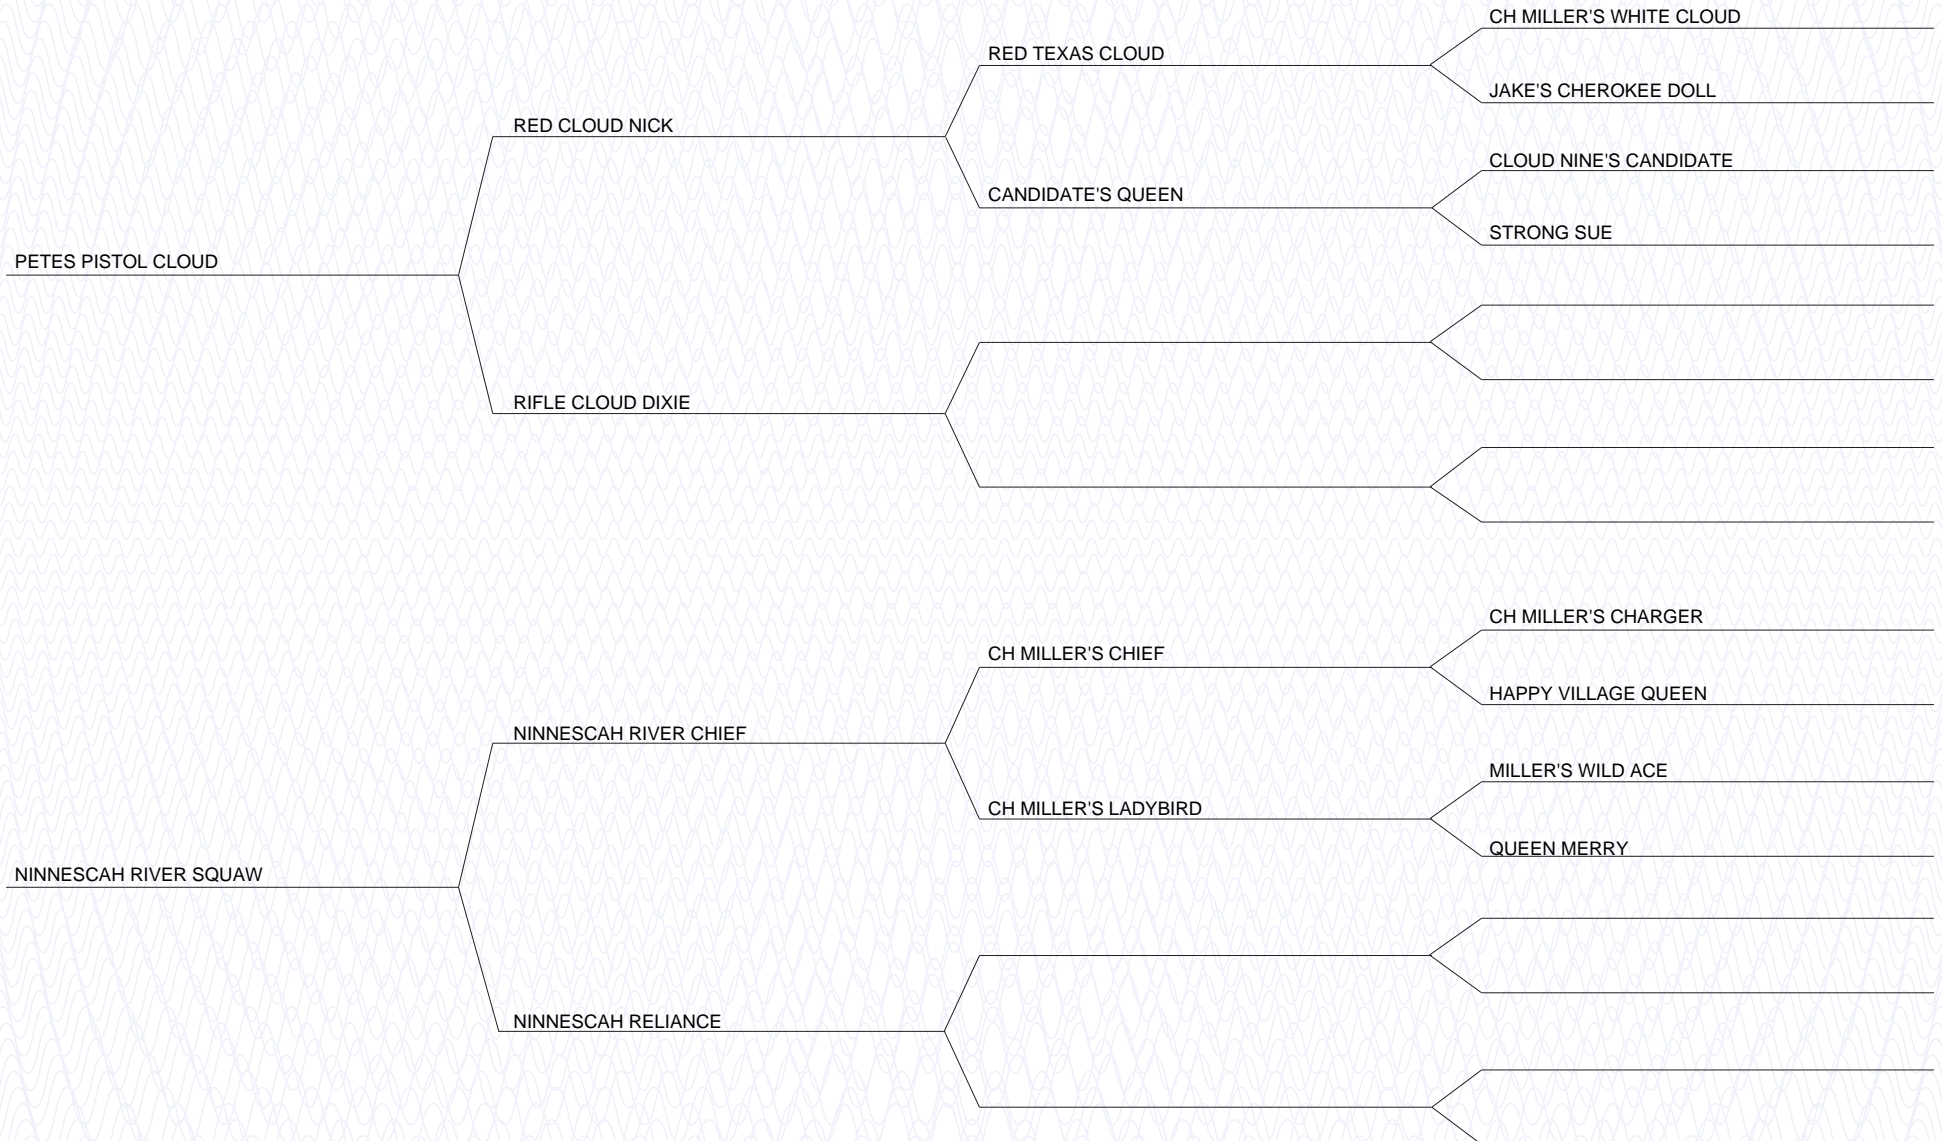 CH MILLER'S WHITE CLOUD
RED TEXAS CLOUD
JAKE'S CHEROKEE DOLL
RED CLOUD NICK
CLOUD NINE'S CANDIDATE
CANDIDATE'S QUEEN
STRONG SUE
PETES PISTOL CLOUD
RIFLE CLOUD DIXIE
CH MILLER'S CHARGER
CH MILLER'S CHIEF
HAPPY VILLAGE QUEEN
NINNESCAH RIVER CHIEF
MILLER'S WILD ACE
CH MILLER'S LADYBIRD
QUEEN MERRY
NINNESCAH RIVER SQUAW
NINNESCAH RELIANCE